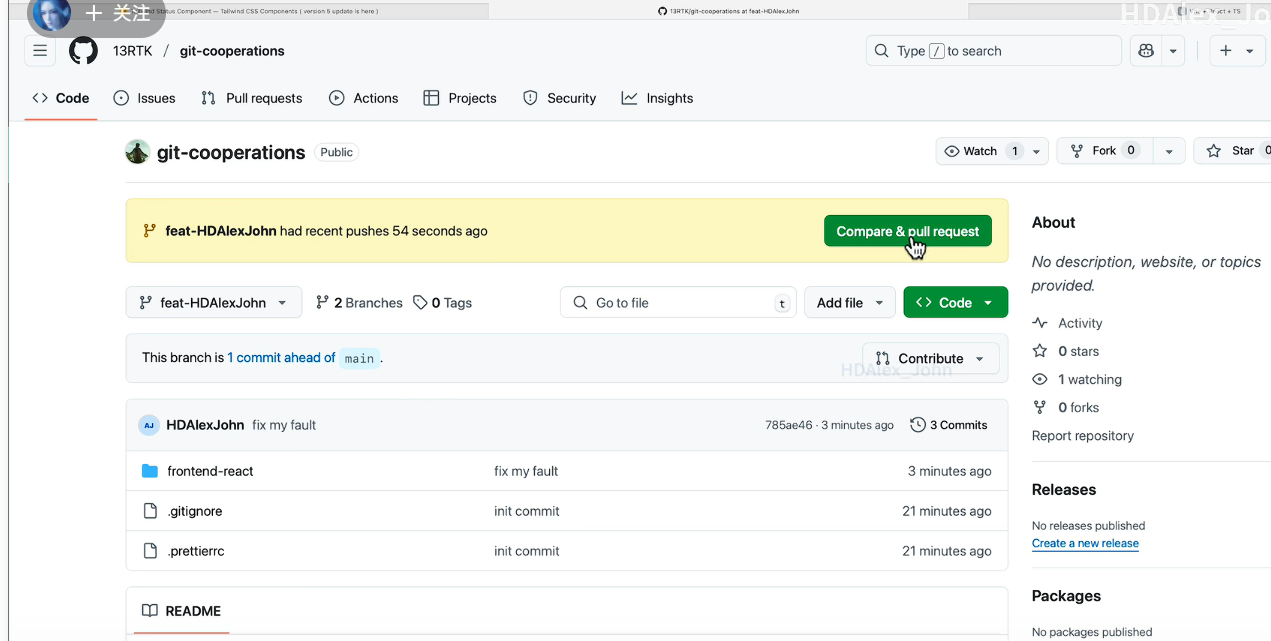 + 关注
Status Component — Tailwind CSS Components ( version 5 update is here )
13RTK/git-cooperations at feat-HDAlexJohn
HDAlex_Jo
13RTK / git-cooperations
Type / to search
Code
Issues
Pull requests
Actions
Projects
Security
Insights
git-cooperations Public
Watch 1
Fork 0
Star 0
feat-HDAlexJohn had recent pushes 54 seconds ago
Compare & pull request
feat-HDAlexJohn
2 Branches
0 Tags
Go to file t
Add file
Code
This branch is 1 commit ahead of main .
Contribute
HDAlex_John
AJ HDAlexJohn fix my fault 785ae46 · 3 minutes ago 3 Commits
frontend-react fix my fault 3 minutes ago
.gitignore init commit 21 minutes ago
.prettierrc init commit 21 minutes ago
README
About
No description, website, or topics
provided.
Activity
0 stars
1 watching
0 forks
Report repository
Releases
No releases published
Create a new release
Packages
No packages published